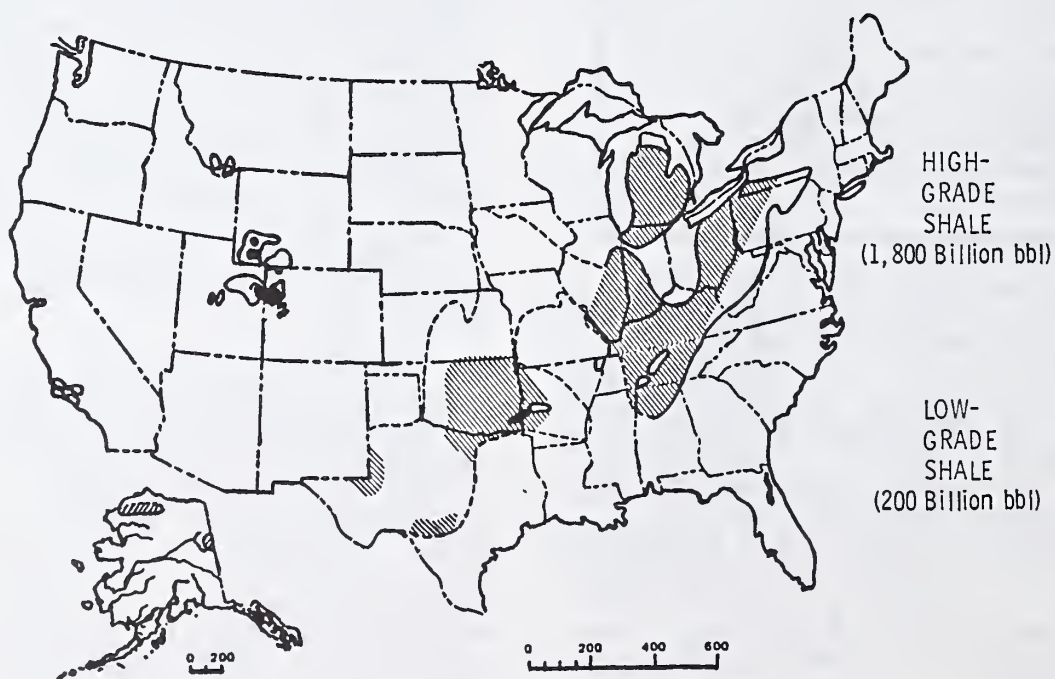 HIGH-
GRADE
SHALE
(1,800 Billion bbl)
LOW-
GRADE
SHALE
(200 Billion bbl)
0 200
0 200 400 600